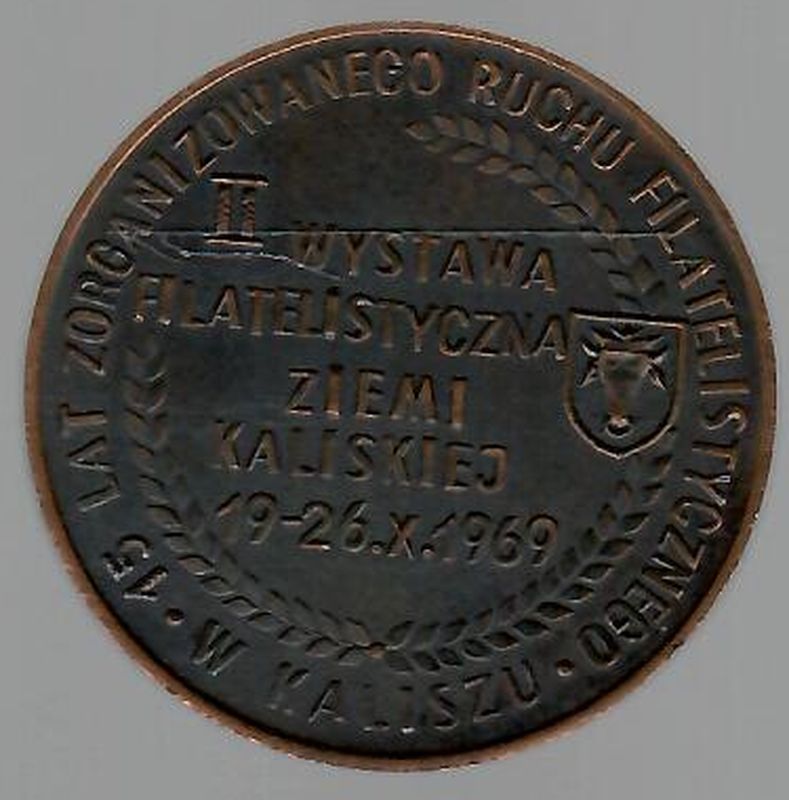 15 LAT ZORGANIZOWANEGO RUCHU FILATELISTYCZNEGO
• W KALISZU •
II WYSTAWA
FILATELISTYCZNA
ZIEMI
KALISKIEJ
19-26.X.1969